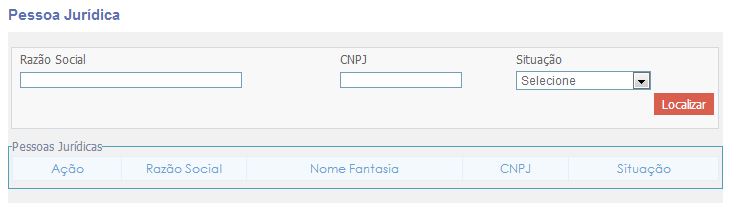 Pessoa Jurídica
Razão Social CNPJ Situação
Selecione
Localizar
Pessoas Jurídicas
Ação Razão Social Nome Fantasia CNPJ Situação